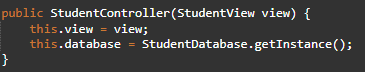 public StudentController(StudentView view) {
    this.view = view;
    this.database = StudentDatabase.getInstance();
}